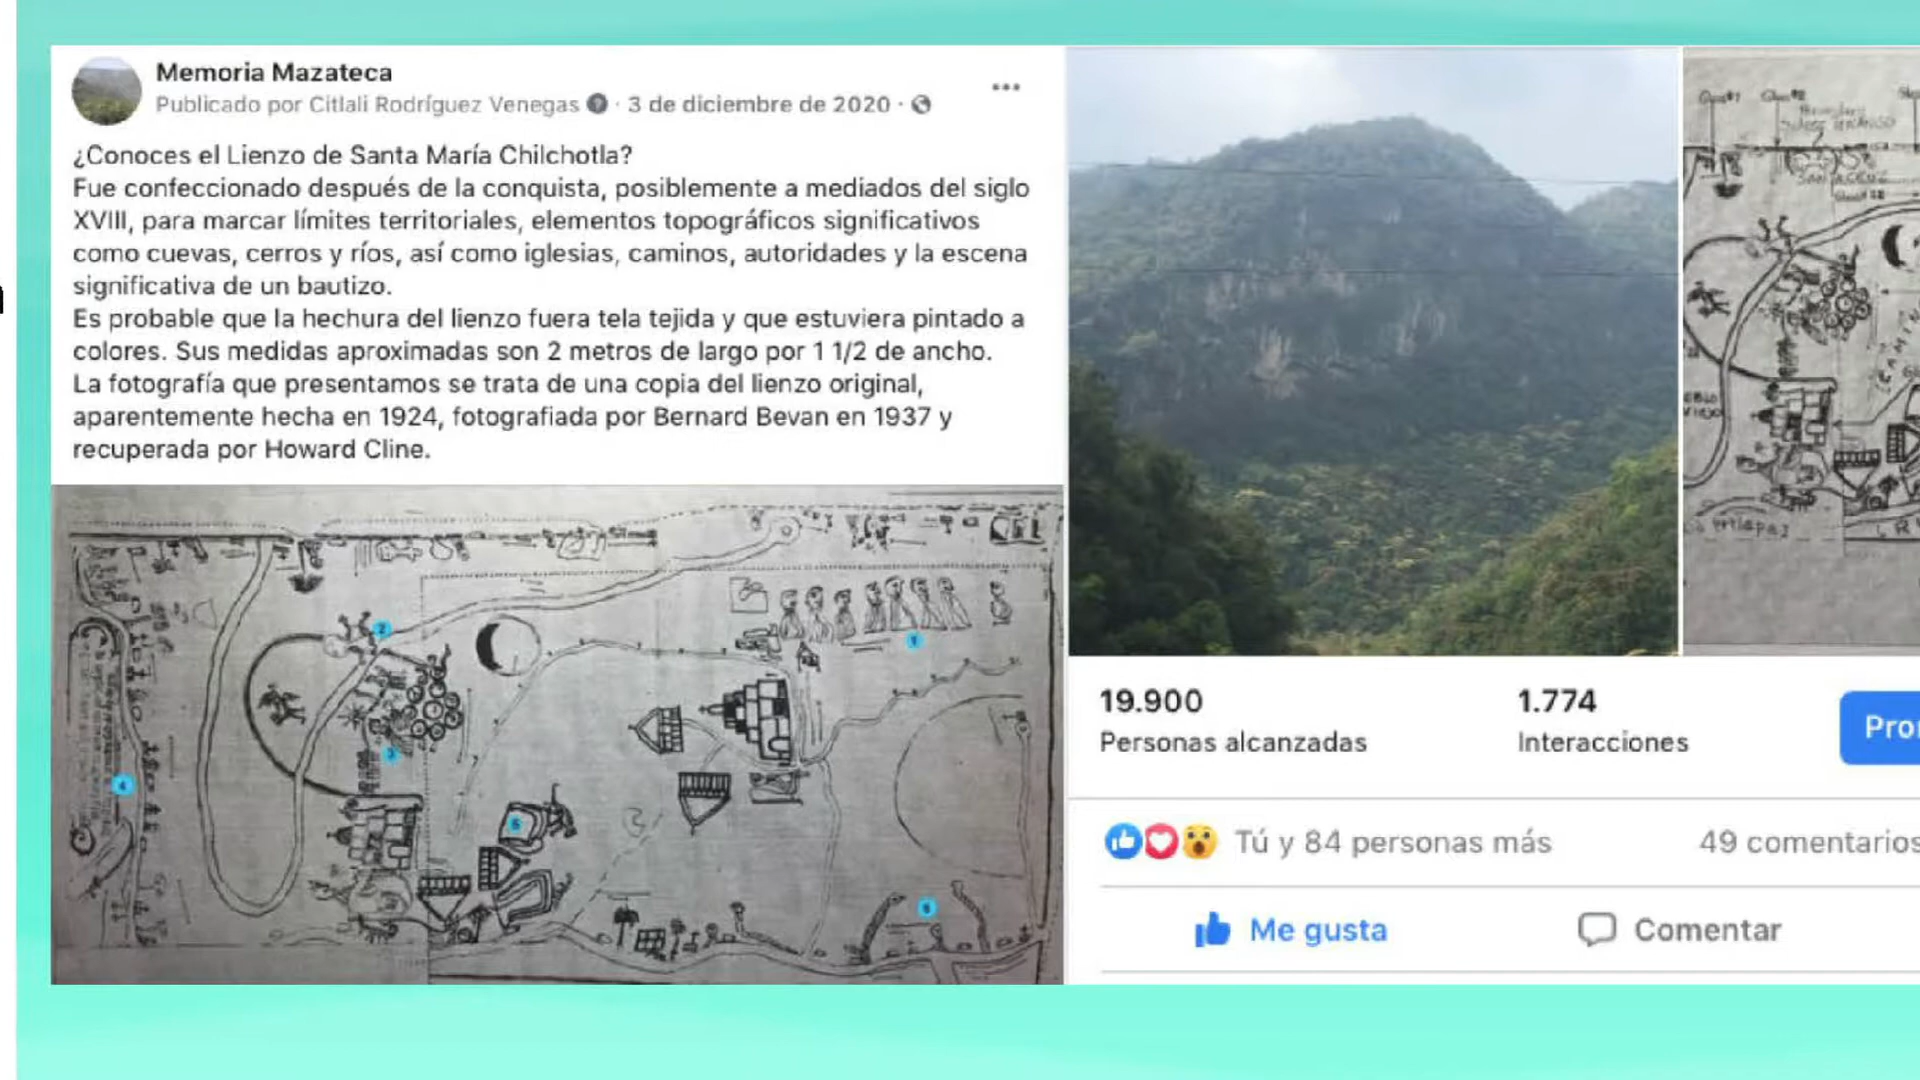 Memoria Mazateca
Publicado por Citlali Rodríguez Venegas · 3 de diciembre de 2020 ·
¿Conoces el Lienzo de Santa María Chilchotla?
Fue confeccionado después de la conquista, posiblemente a mediados del siglo
XVIII, para marcar límites territoriales, elementos topográficos significativos
como cuevas, cerros y ríos, así como iglesias, caminos, autoridades y la escena
significativa de un bautizo.
Es probable que la hechura del lienzo fuera tela tejida y que estuviera pintado a
colores. Sus medidas aproximadas son 2 metros de largo por 1 1/2 de ancho.
La fotografía que presentamos se trata de una copia del lienzo original,
aparentemente hecha en 1924, fotografiada por Bernard Bevan en 1937 y
recuperada por Howard Cline.
2
3
4
19.900
Personas alcanzadas
1.774
Interacciones
Tú y 84 personas más
49 comentarios
Me gusta
Comentar